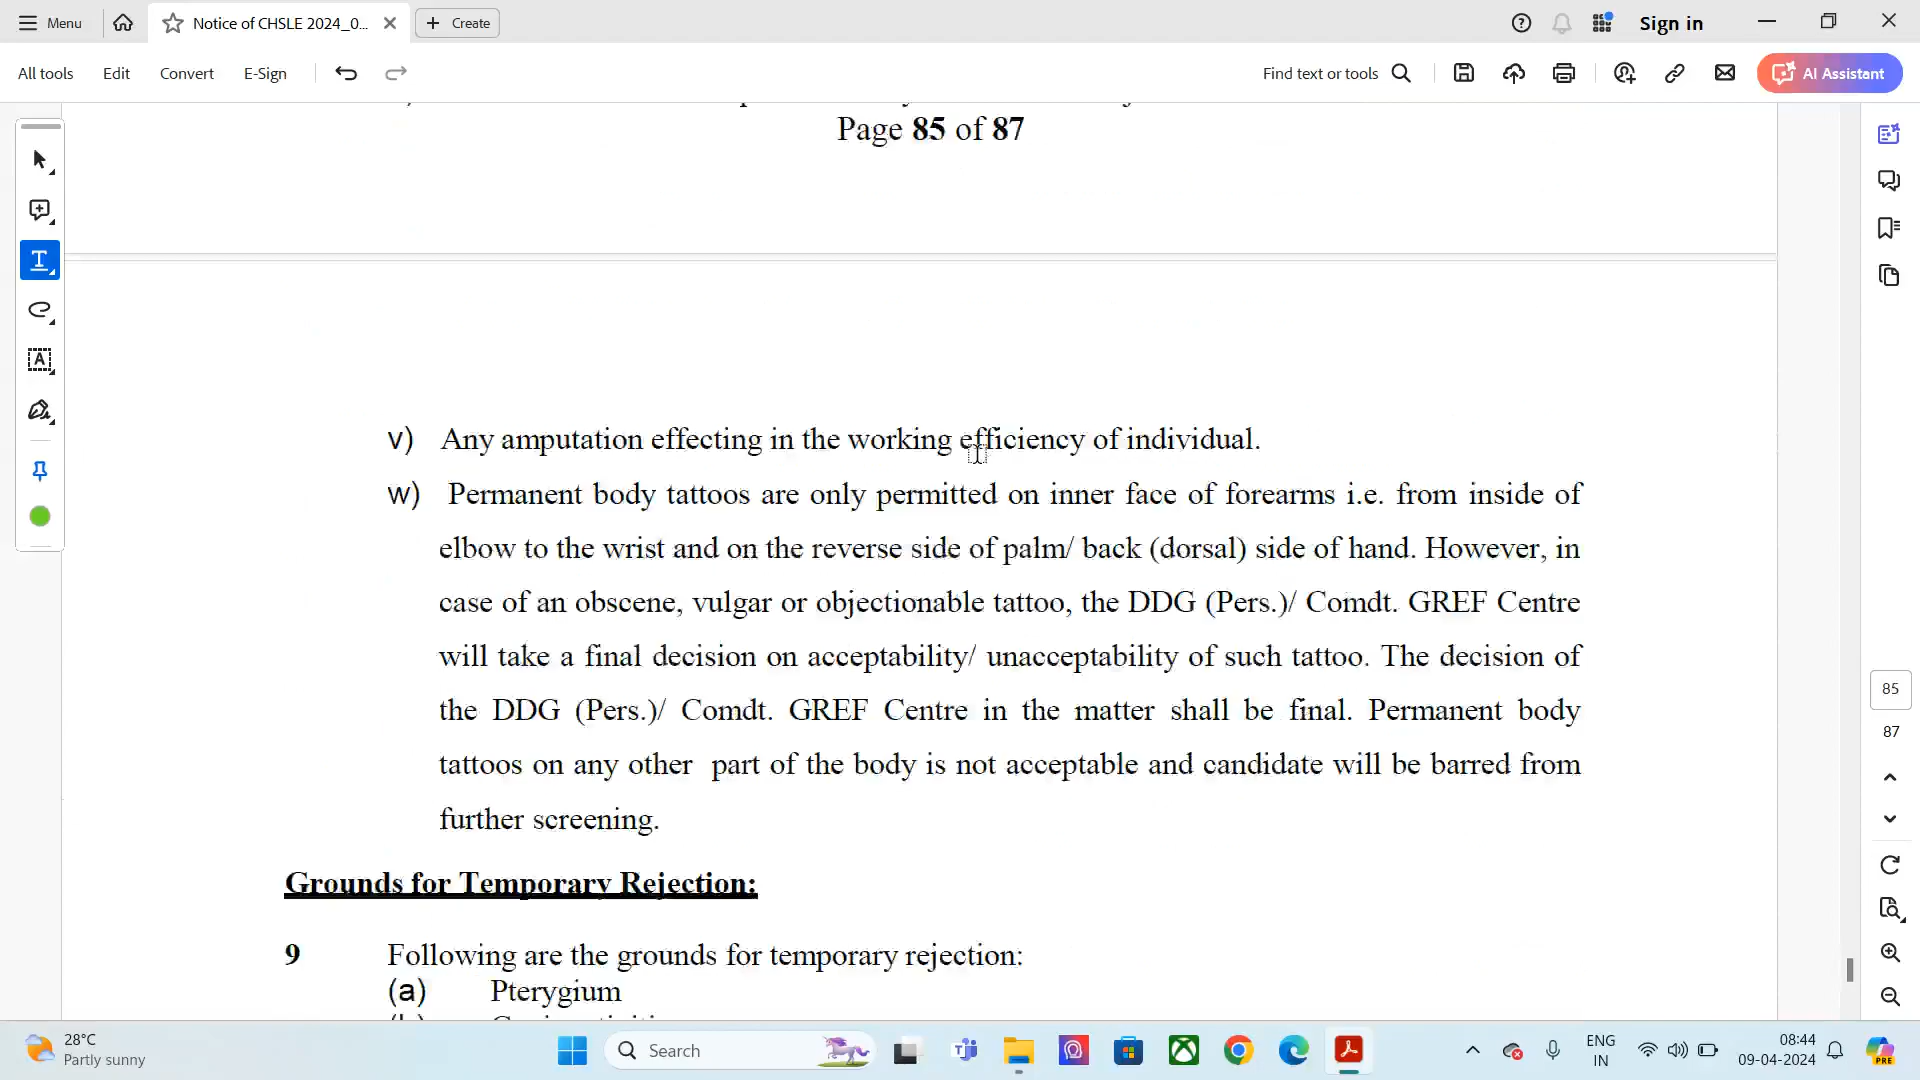 Menu
Notice of CHSLE 2024_0...
Create
Sign in
All tools
Edit
Convert
E-Sign
Find text or tools
AI Assistant
Page 85 of 87
v) Any amputation effecting in the working efficiency of individual.
w) Permanent body tattoos are only permitted on inner face of forearms i.e. from inside of
elbow to the wrist and on the reverse side of palm/ back (dorsal) side of hand. However, in
case of an obscene, vulgar or objectionable tattoo, the DDG (Pers.)/ Comdt. GREF Centre
will take a final decision on acceptability/ unacceptability of such tattoo. The decision of
the DDG (Pers.)/ Comdt. GREF Centre in the matter shall be final. Permanent body
tattoos on any other part of the body is not acceptable and candidate will be barred from
further screening.
Grounds for Temporary Rejection:
9 Following are the grounds for temporary rejection:
(a) Pterygium
85
87
28°C
Partly sunny
Search
ENG
IN
08:44
09-04-2024
PRE